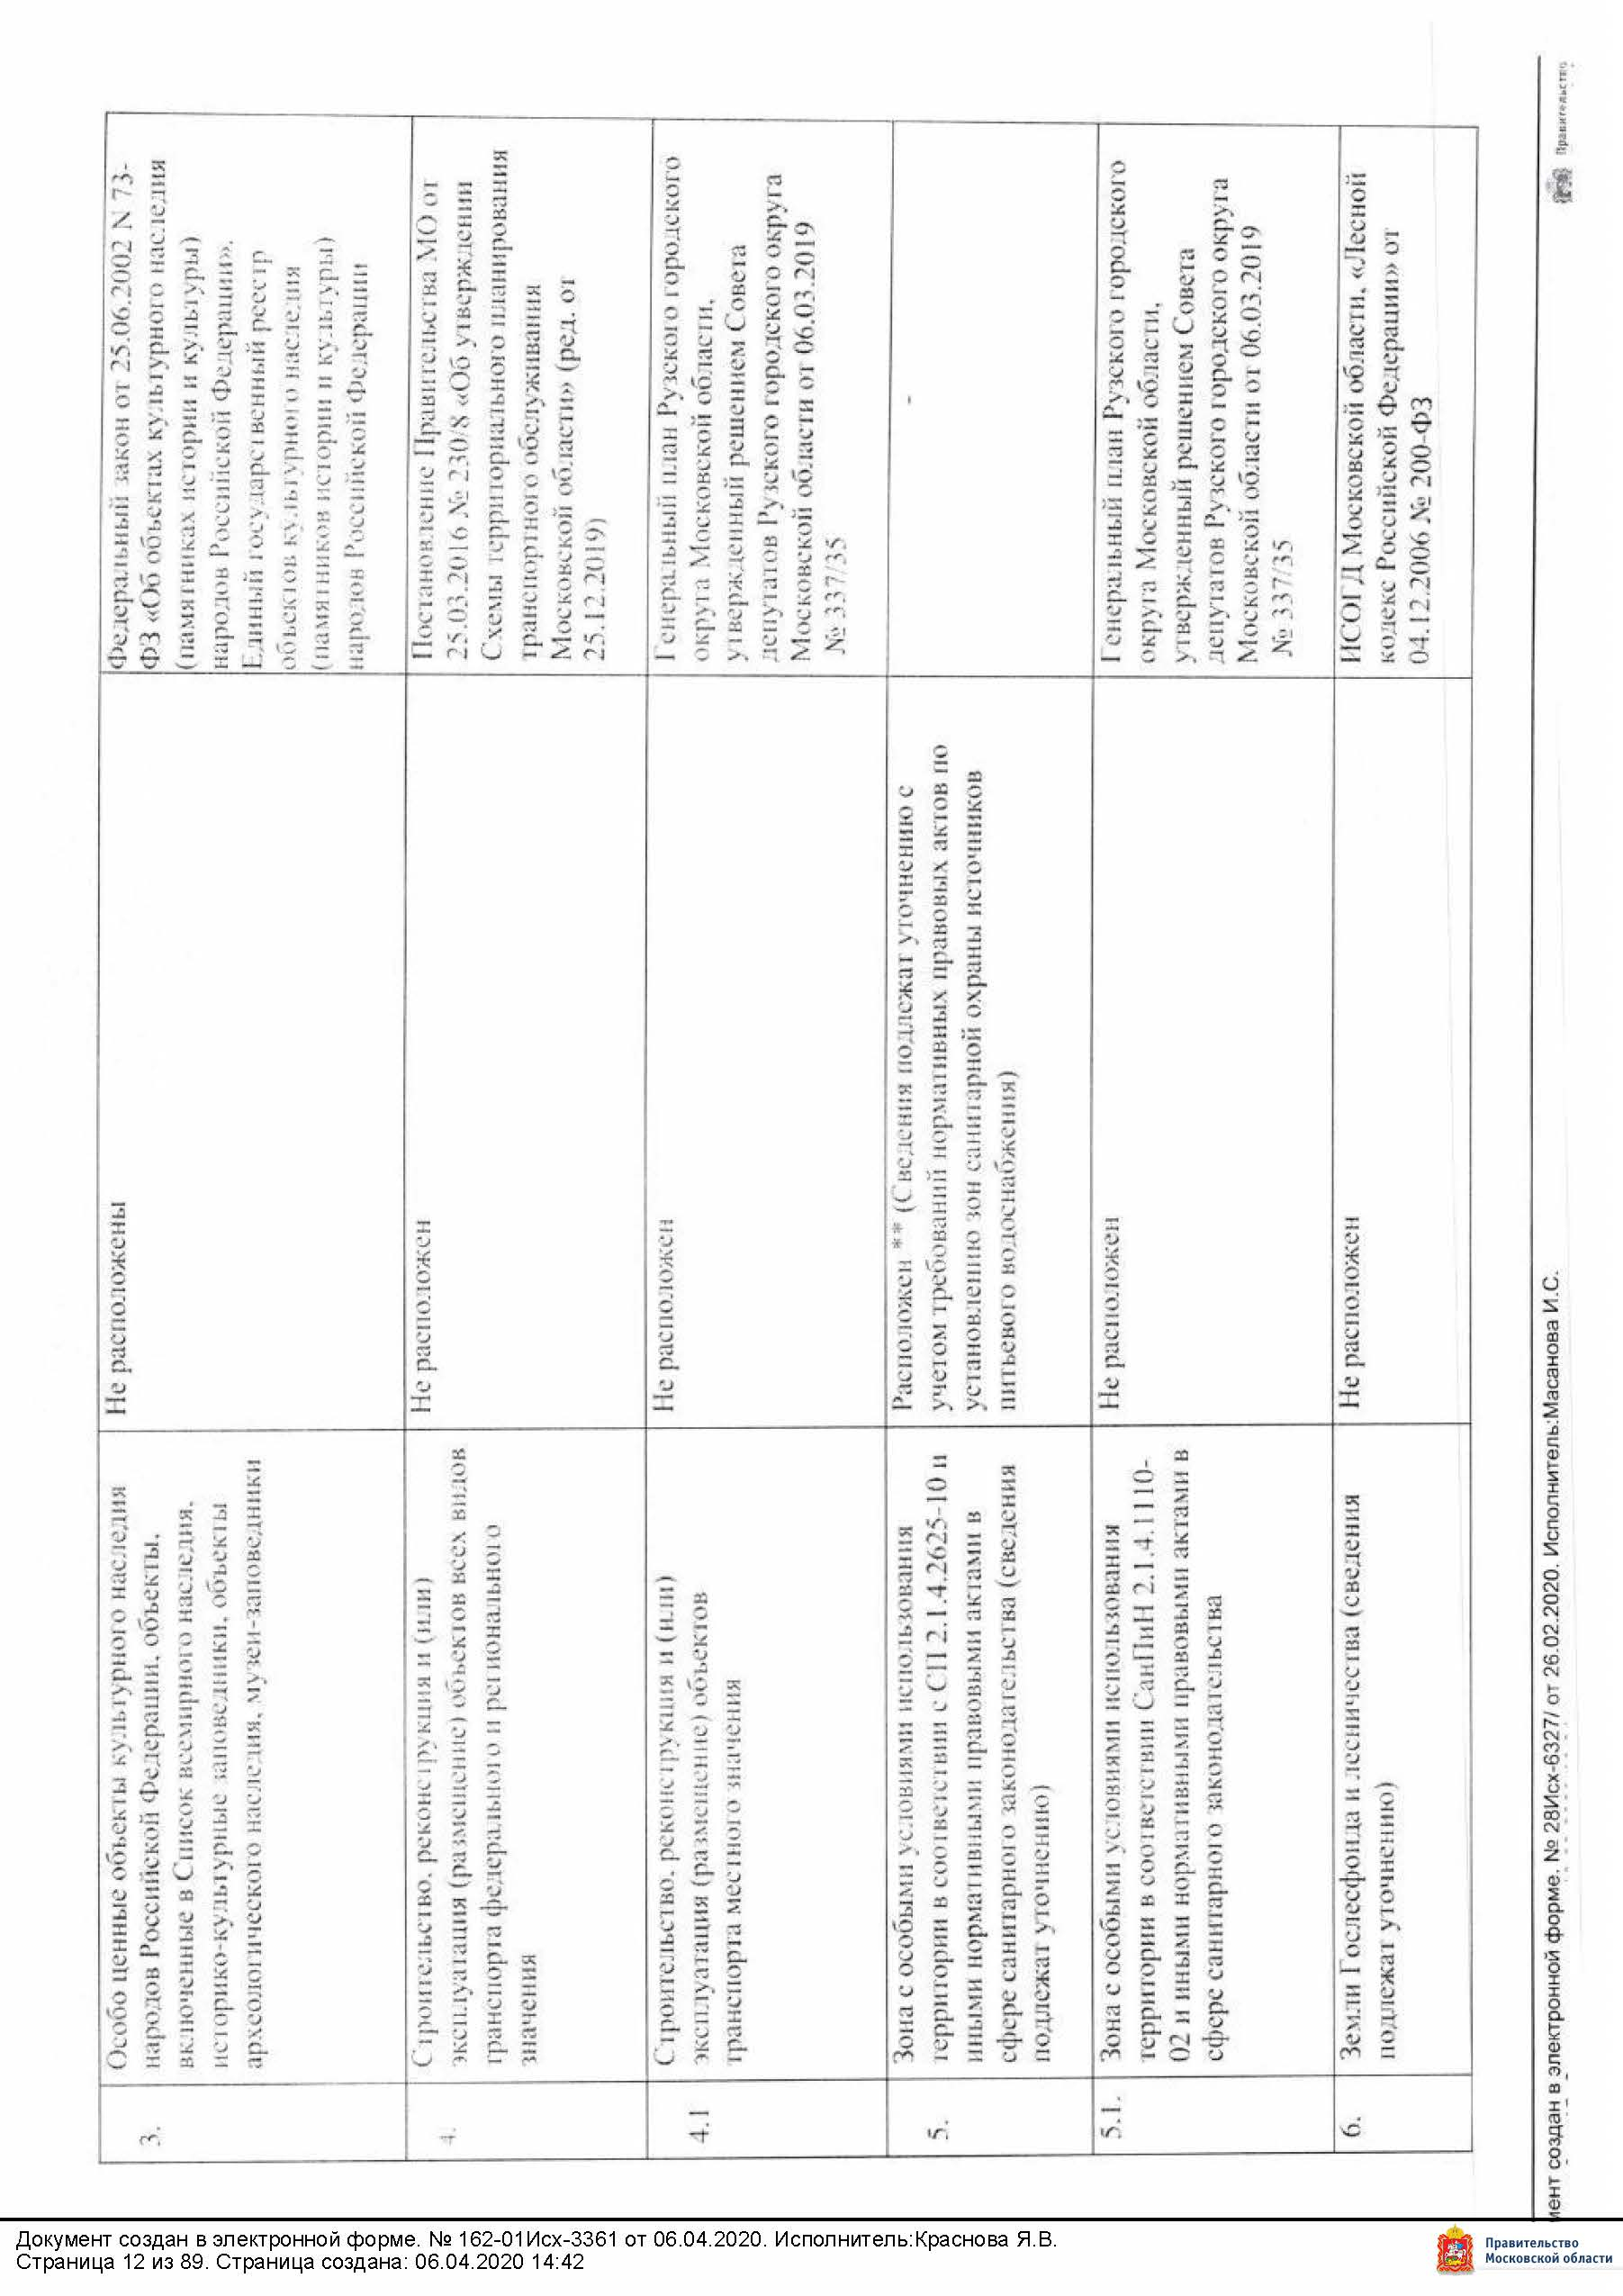 3.
Особо ценные объекты культурного наследия
народов Российской Федерации, объекты,
включенные в Список всемирного наследия,
историко-культурные заповедники, объекты
археологического наследия, музеи-заповедники
Не расположены
Федеральный закон от 25.06.2002 N 73-
ФЗ «Об объектах культурного наследия
(памятниках истории и культуры)
народов Российской Федерации»,
Единый государственный реестр
объектов культурного наследия
(памятников истории и культуры)
народов Российской Федерации
4.
Строительство, реконструкция и (или)
эксплуатация (размещение) объектов всех видов
транспорта федерального и регионального
значения
Не расположен
Постановление Правительства МО от
25.03.2016 № 230/8 «Об утверждении
Схемы территориального планирования
транспортного обслуживания
Московской области» (ред. от
25.12.2019)
4.1
Строительство, реконструкция и (или)
эксплуатация (размещение) объектов
транспорта местного значения
Не расположен
Генеральный план Рузского городского
округа Московской области,
утвержденный решением Совета
депутатов Рузского городского округа
Московской области от 06.03.2019
№ 337/35
5.
Зона с особыми условиями использования
территории в соответствии с СП 2.1.4.2625-10 и
иными нормативными правовыми актами в
сфере санитарного законодательства (сведения
подлежат уточнению)
Расположен ** (Сведения подлежат уточнению с
учетом требований нормативных правовых актов по
установлению зон санитарной охраны источников
питьевого водоснабжения)
-
5.1.
Зона с особыми условиями использования
территории в соответствии СанПиН 2.1.4.1110-
02 и иными нормативными правовыми актами в
сфере санитарного законодательства
Не расположен
Генеральный план Рузского городского
округа Московской области,
утвержденный решением Совета
депутатов Рузского городского округа
Московской области от 06.03.2019
№ 337/35
6.
Земли Гослесфонда и лесничества (сведения
подлежат уточнению)
Не расположен
ИСОГД Московской области, «Лесной
кодекс Российской Федерации» от
04.12.2006 № 200-ФЗ
мент создан в электронной форме. № 28Исх-6327/ от 26.02.2020. Исполнитель:Масанова И.С.
Правительство
Документ создан в электронной форме. № 162-01Исх-3361 от 06.04.2020. Исполнитель:Краснова Я.В.
Страница 12 из 89. Страница создана: 06.04.2020 14:42
Правительство
Московской области